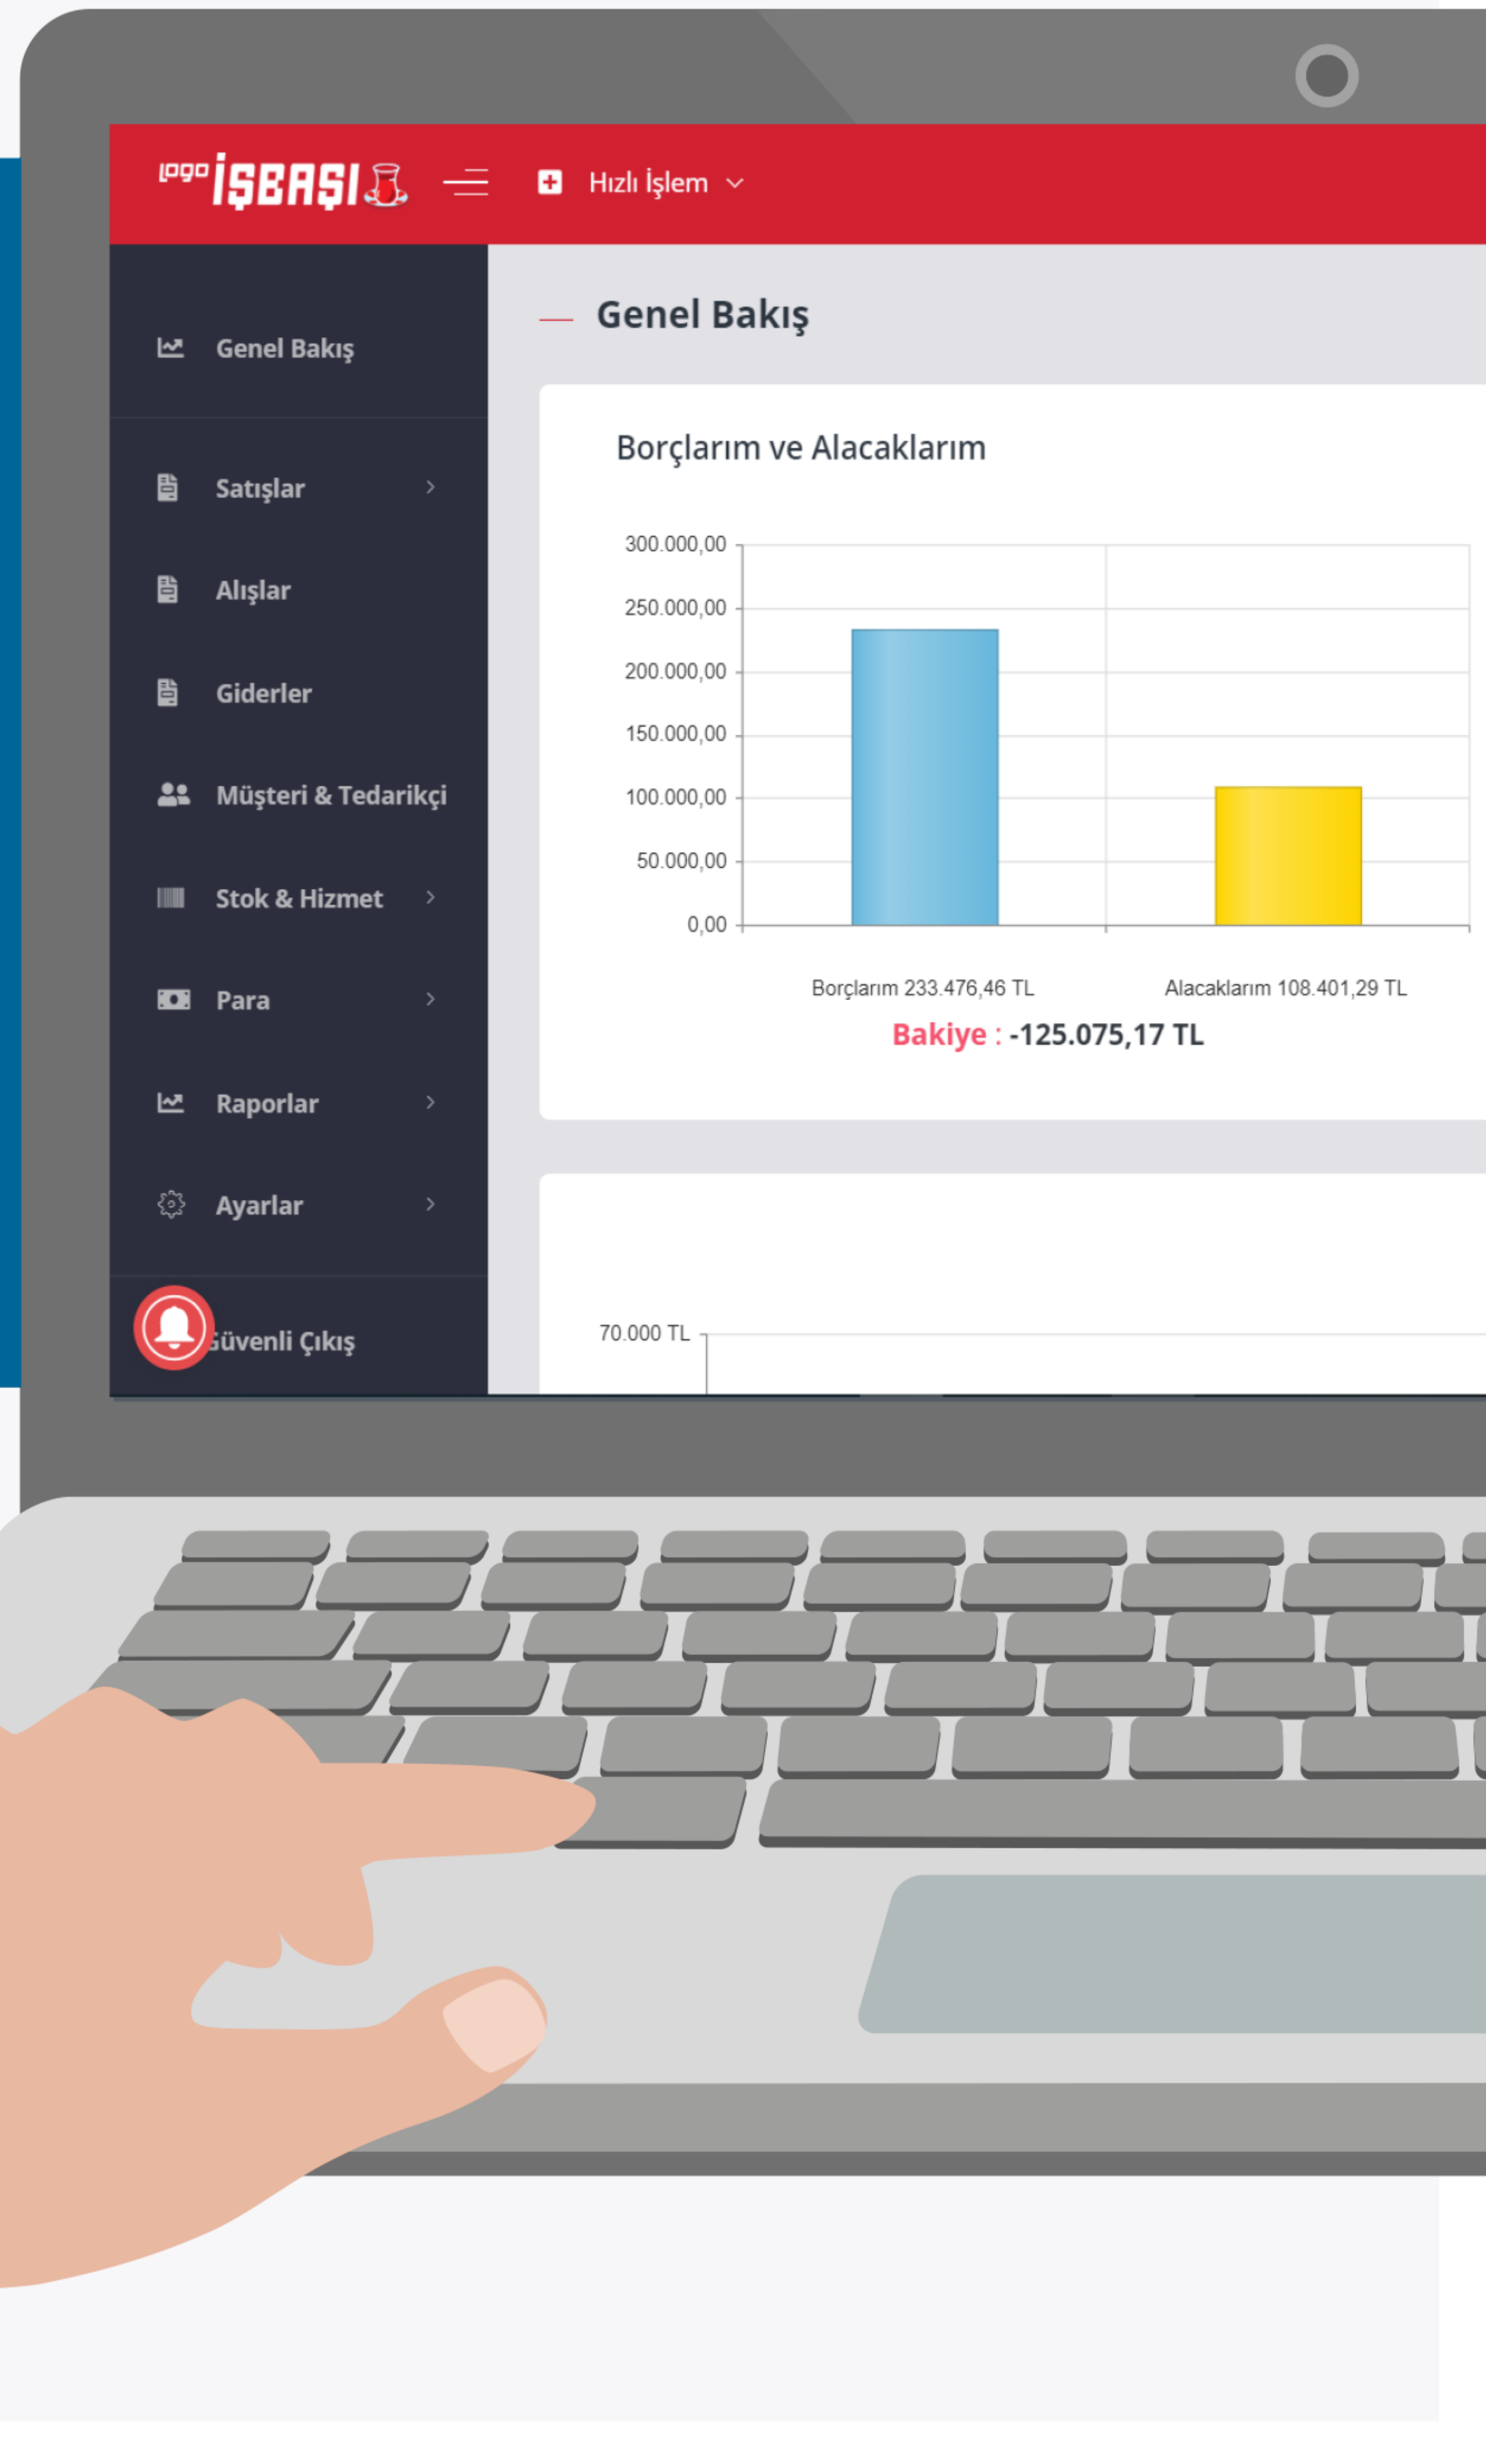 Logo İŞBAŞI
Hızlı İşlem
Genel Bakış
Satışlar
Alışlar
Giderler
Müşteri & Tedarikçi
Stok & Hizmet
Para
Raporlar
Ayarlar
Güvenli Çıkış
Genel Bakış
Borçlarım ve Alacaklarım
300.000,00
250.000,00
200.000,00
150.000,00
100.000,00
50.000,00
0,00
Borçlarım 233.476,46 TL
Alacaklarım 108.401,29 TL
Bakiye : -125.075,17 TL
70.000 TL